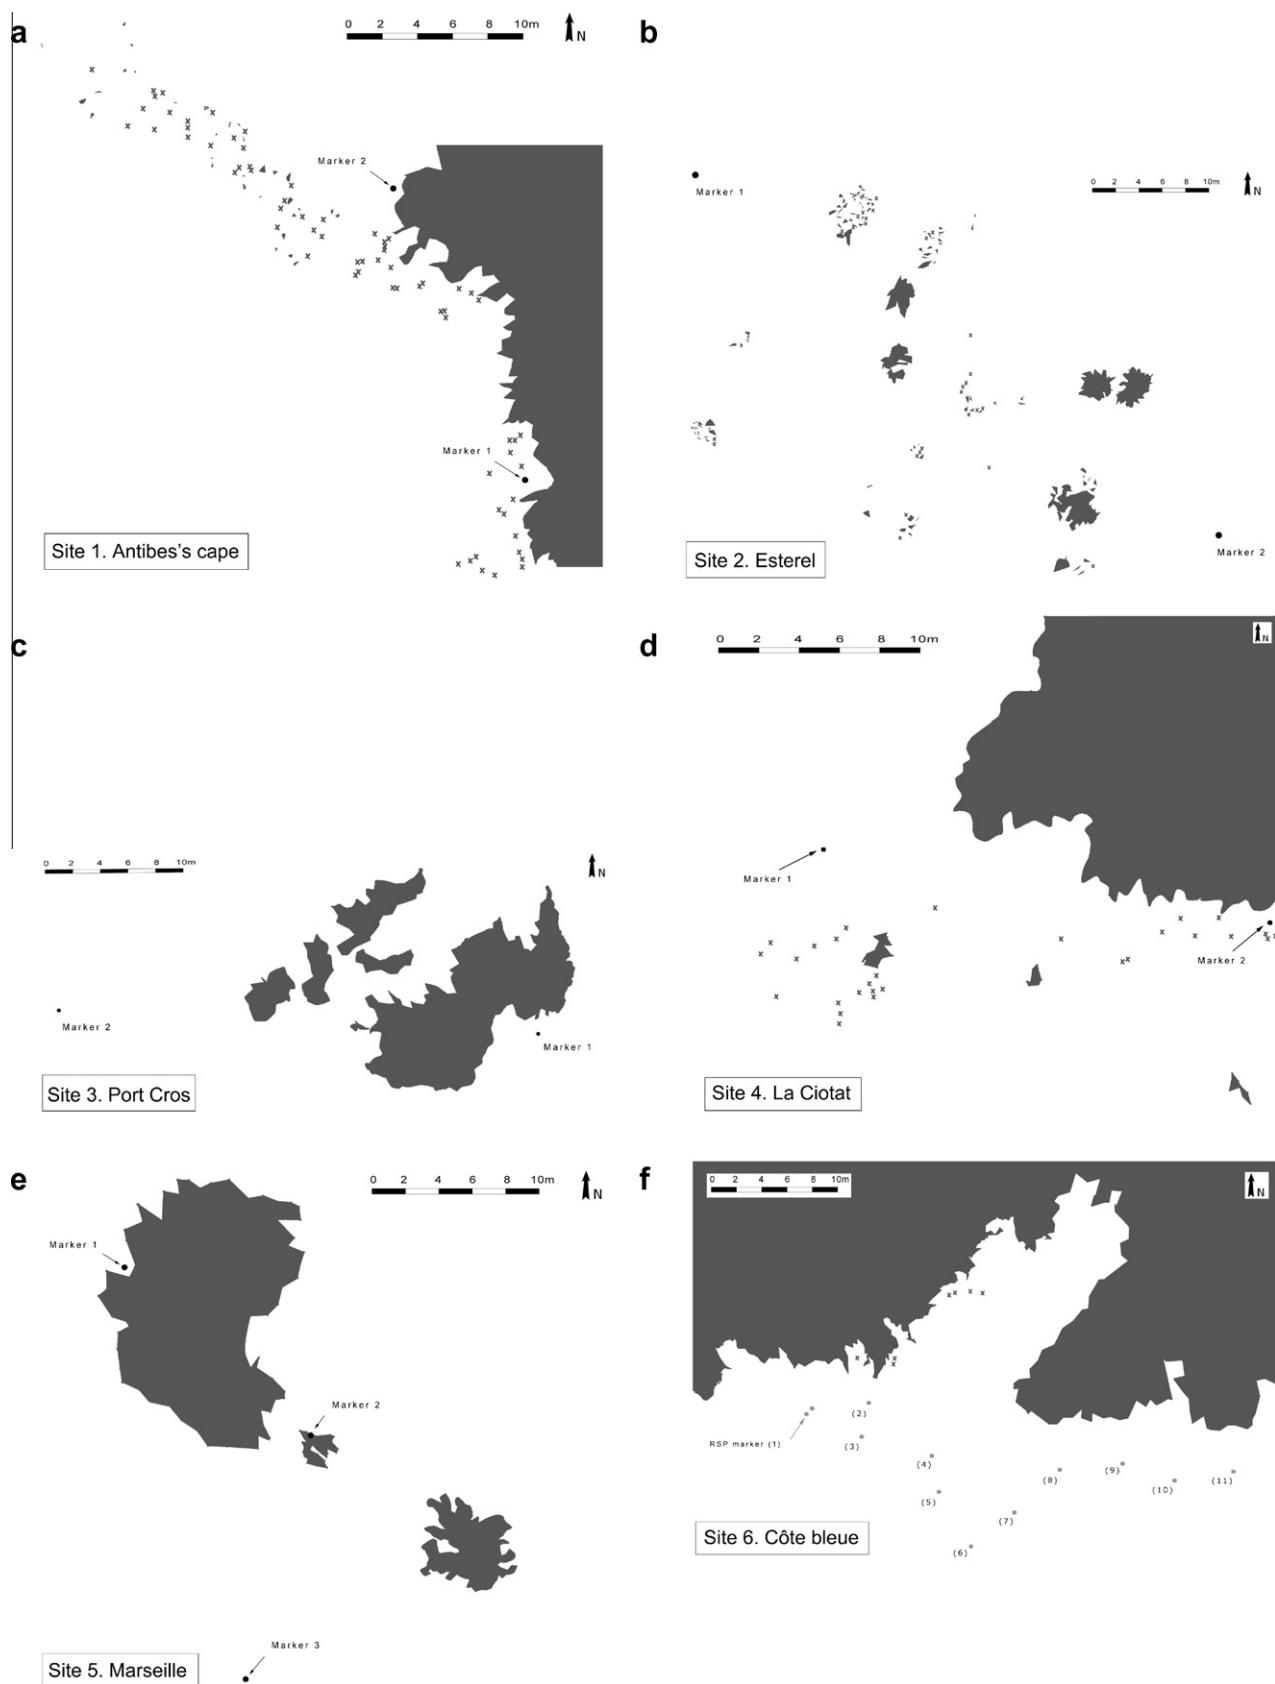 a
0 2 4 6 8 10m
N
Marker 2
Marker 1
Site 1. Antibes's cape
b
Marker 1
0 2 4 6 8 10m
N
Marker 2
Site 2. Esterel
c
0 2 4 6 8 10m
N
Marker 2
Marker 1
Site 3. Port Cros
d
0 2 4 6 8 10m
N
Marker 1
Marker 2
Site 4. La Ciotat
e
0 2 4 6 8 10m
N
Marker 1
Marker 2
Marker 3
Site 5. Marseille
f
0 2 4 6 8 10m
N
RSP marker (1)
(2)
(3)
(4)
(5)
(6)
(7)
(8)
(9)
(10)
(11)
Site 6. Côte bleue